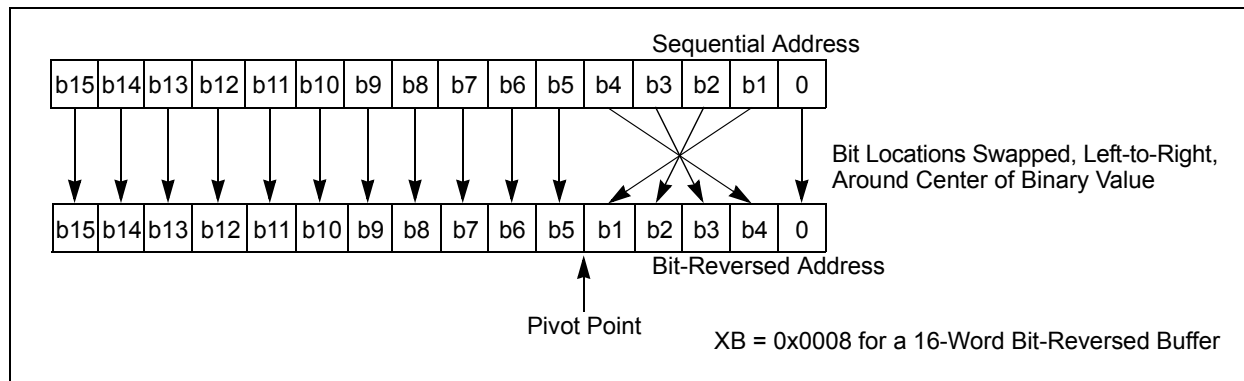 Sequential Address
b15 b14 b13 b12 b11 b10 b9 b8 b7 b6 b5 b4 b3 b2 b1 0
Bit Locations Swapped, Left-to-Right,
Around Center of Binary Value
b15 b14 b13 b12 b11 b10 b9 b8 b7 b6 b5 b1 b2 b3 b4 0
Bit-Reversed Address
Pivot Point
XB = 0x0008 for a 16-Word Bit-Reversed Buffer